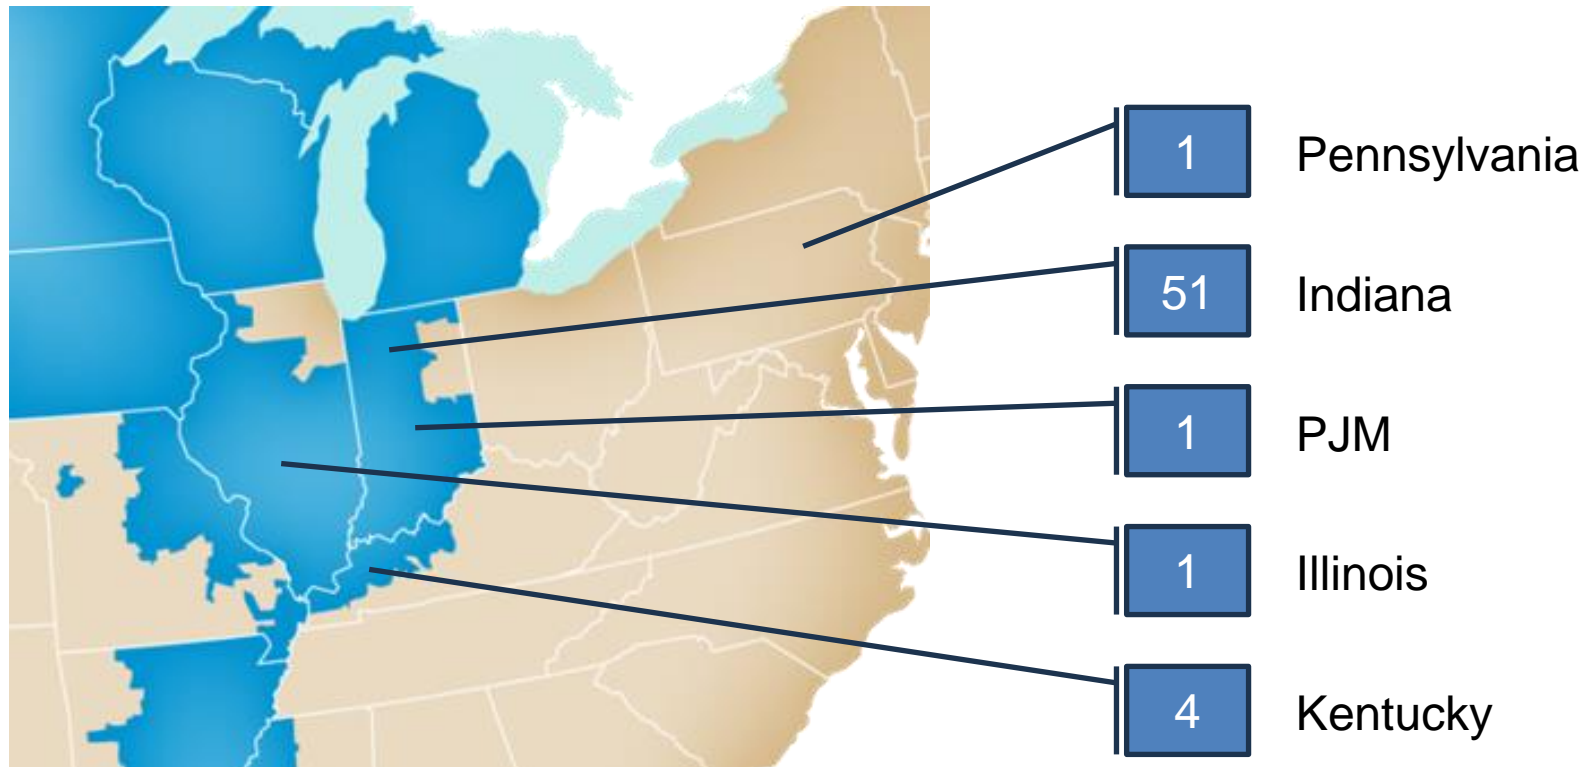 1 Pennsylvania
51 Indiana
1 PJM
1 Illinois
4 Kentucky